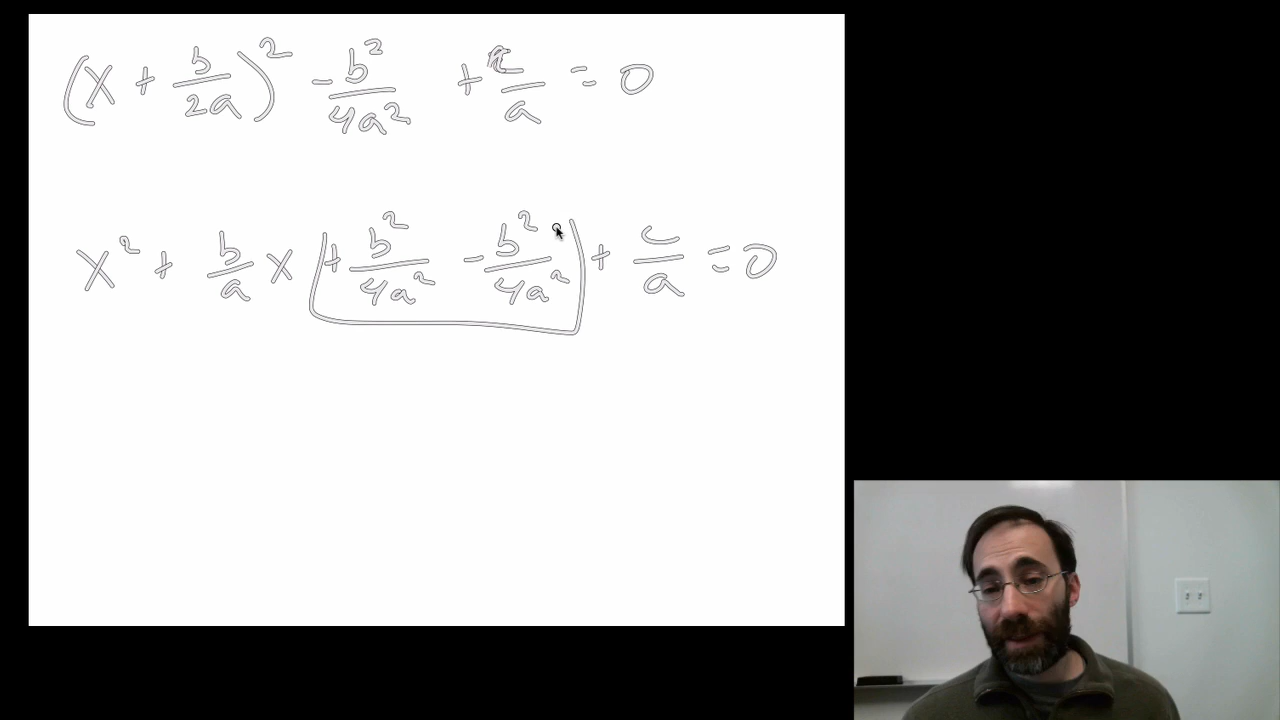 (x + b/2a)² - b²/4a² + c/a = 0
x² + b/a x + b²/4a² - b²/4a² + c/a = 0